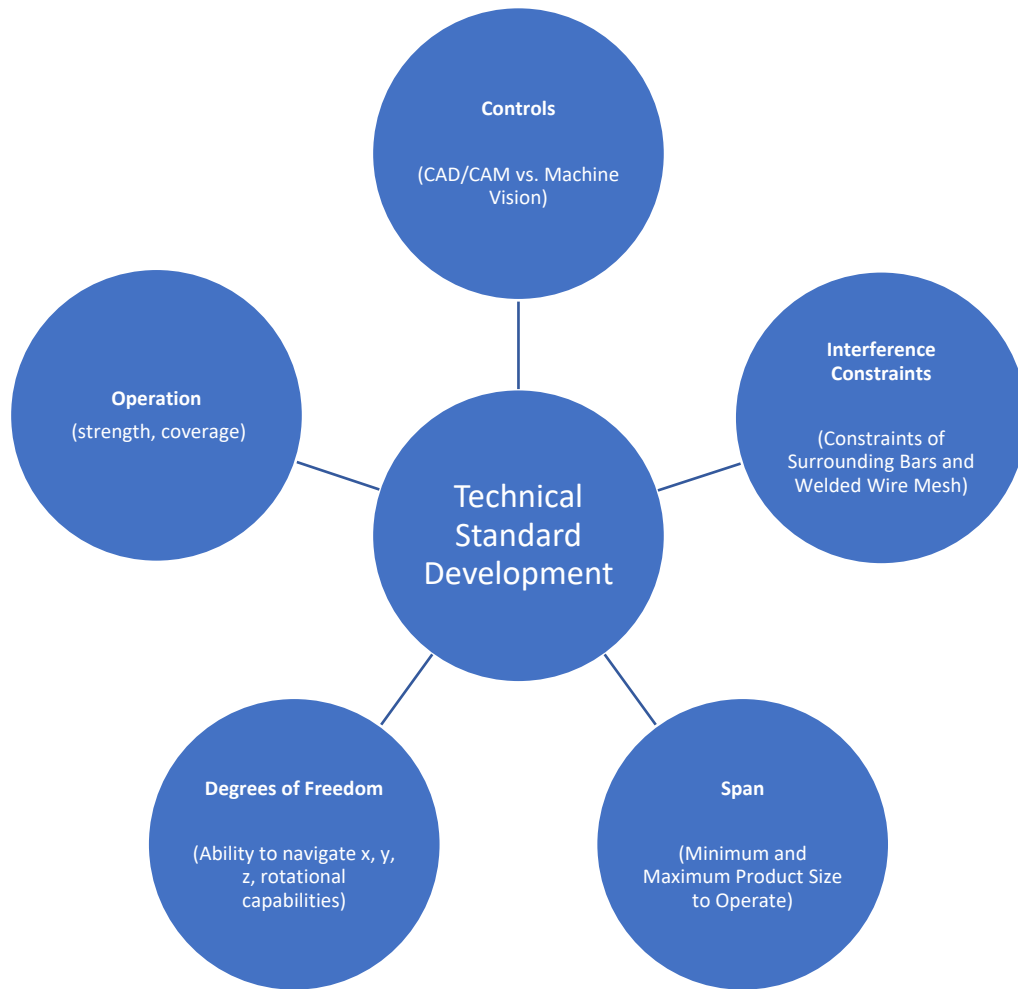 Controls
(CAD/CAM vs. Machine
Vision)
Interference
Constraints
(Constraints of
Surrounding Bars and
Welded Wire Mesh)
Operation
(strength, coverage)
Technical
Standard
Development
Degrees of Freedom
(Ability to navigate x, y,
z, rotational
capabilities)
Span
(Minimum and
Maximum Product Size
to Operate)